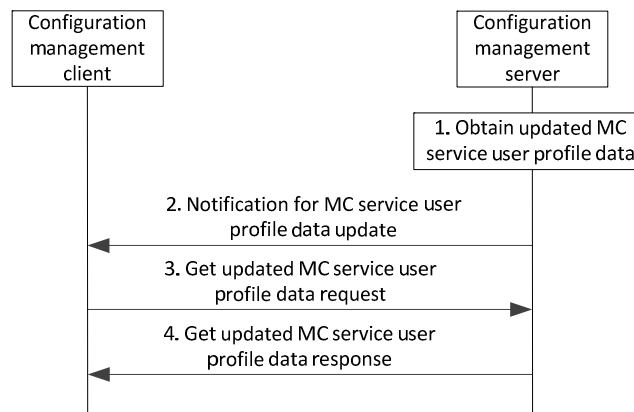 Configuration
management
client
Configuration
management
server
1. Obtain updated MC
service user profile data
2. Notification for MC service user
profile data update
3. Get updated MC service user
profile data request
4. Get updated MC service user
profile data response